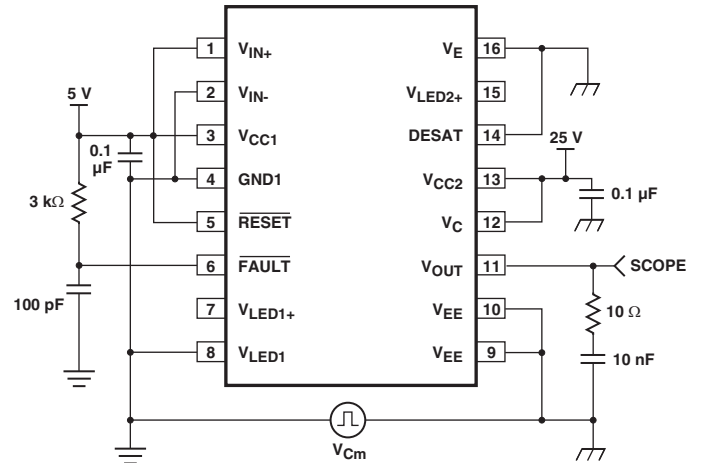 1 V_IN+
2 V_IN-
3 V_CC1
4 GND1
5 RESET
6 FAULT
7 V_LED1+
8 V_LED1
V_E 16
V_LED2+ 15
DESAT 14
V_CC2 13
V_C 12
V_OUT 11
V_EE 10
V_EE 9
5 V
0.1
µF
3 kΩ
100 pF
25 V
0.1 µF
SCOPE
10 Ω
10 nF
V_Cm